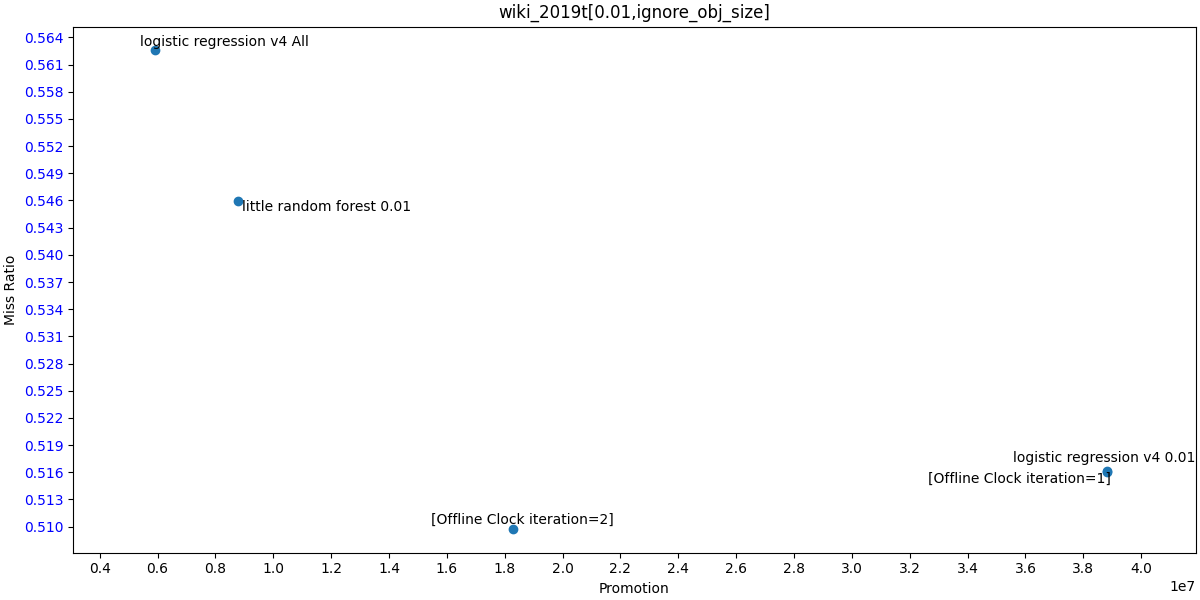 wiki_2019t[0.01,ignore_obj_size]
Miss Ratio
0.564
0.561
0.558
0.555
0.552
0.549
0.546
0.543
0.540
0.537
0.534
0.531
0.528
0.525
0.522
0.519
0.516
0.513
0.510
logistic regression v4 All
little random forest 0.01
logistic regression v4 0.01
[Offline Clock iteration=1]
[Offline Clock iteration=2]
0.4 0.6 0.8 1.0 1.2 1.4 1.6 1.8 2.0 2.2 2.4 2.6 2.8 3.0 3.2 3.4 3.6 3.8 4.0
1e7
Promotion